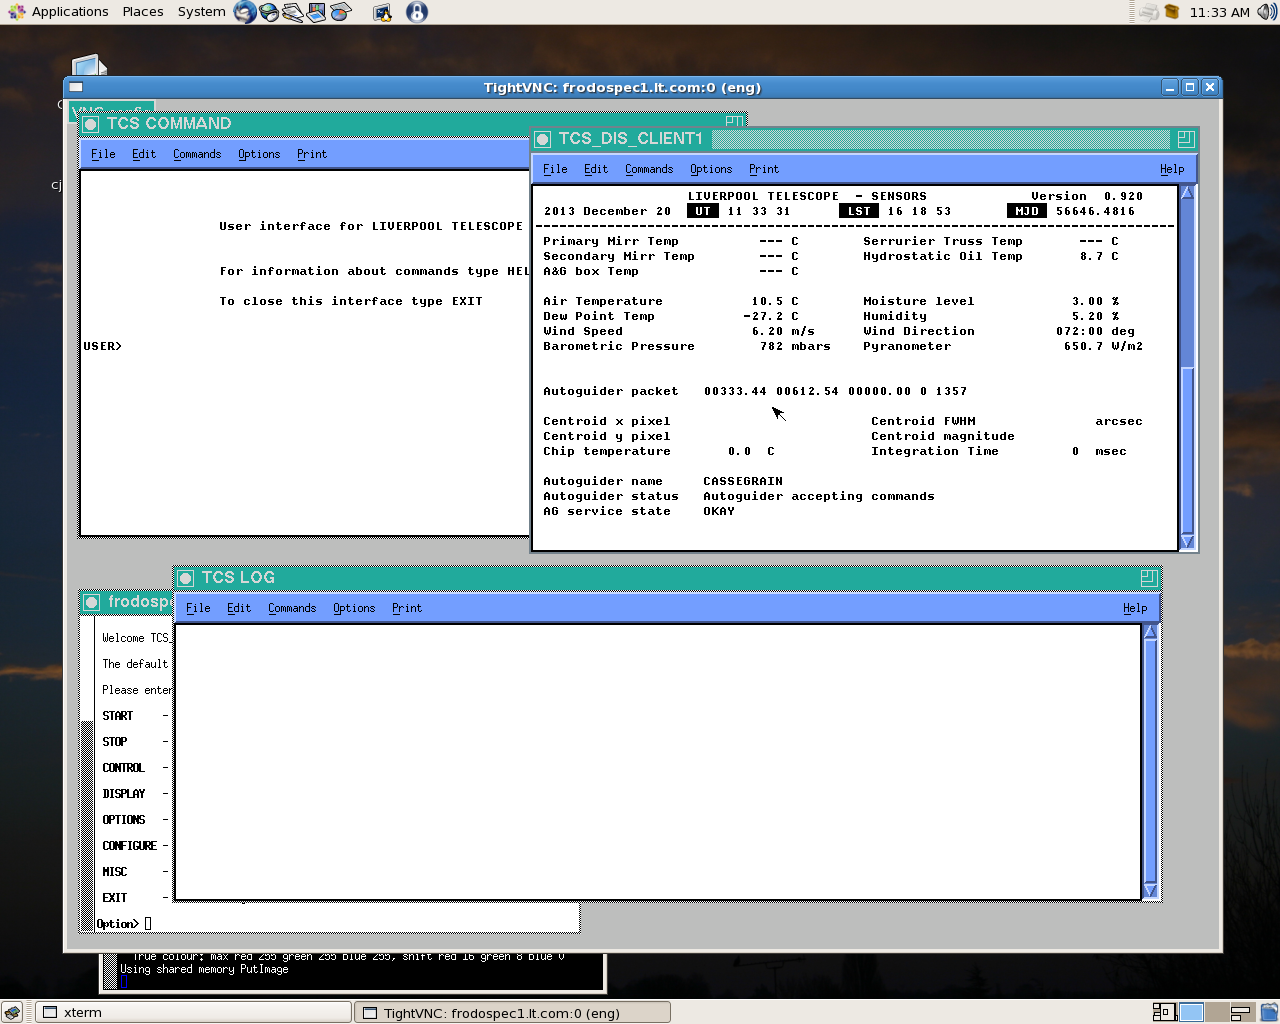 Applications Places System 11:33 AM
TightVNC: frodospec1.lt.com:0 (eng)
TCS COMMAND
File Edit Commands Options Print
User interface for LIVERPOOL TELESCOPE
For information about commands type HEL
To close this interface type EXIT
USER>
TCS_DIS_CLIENT1
File Edit Commands Options Print Help
LIVERPOOL TELESCOPE - SENSORS Version 0.920
2013 December 20 UT 11 33 31 LST 16 18 53 MJD 56646.4816
Primary Mirr Temp --- C Serrurier Truss Temp --- C
Secondary Mirr Temp --- C Hydrostatic Oil Temp 8.7 C
A&G box Temp --- C
Air Temperature 10.5 C Moisture level 3.00 %
Dew Point Temp -27.2 C Humidity 5.20 %
Wind Speed 6.20 m/s Wind Direction 072:00 deg
Barometric Pressure 782 mbars Pyranometer 650.7 W/m2
Autoguider packet 00333.44 00612.54 00000.00 0 1357
Centroid x pixel Centroid FWHM arcsec
Centroid y pixel Centroid magnitude
Chip temperature 0.0 C Integration Time 0 msec
Autoguider name CASSEGRAIN
Autoguider status Autoguider accepting commands
AG service state OKAY
TCS LOG
File Edit Commands Options Print Help
frodosp
Welcome TCS_
The default
Please enter
START -
STOP -
CONTROL -
DISPLAY -
OPTIONS -
CONFIGURE -
MISC -
EXIT -
Option>
True colour: max red 255 green 255 blue 255, shift red 16 green 8 blue 0
Using shared memory PutImage
xterm TightVNC: frodospec1.lt.com:0 (eng)